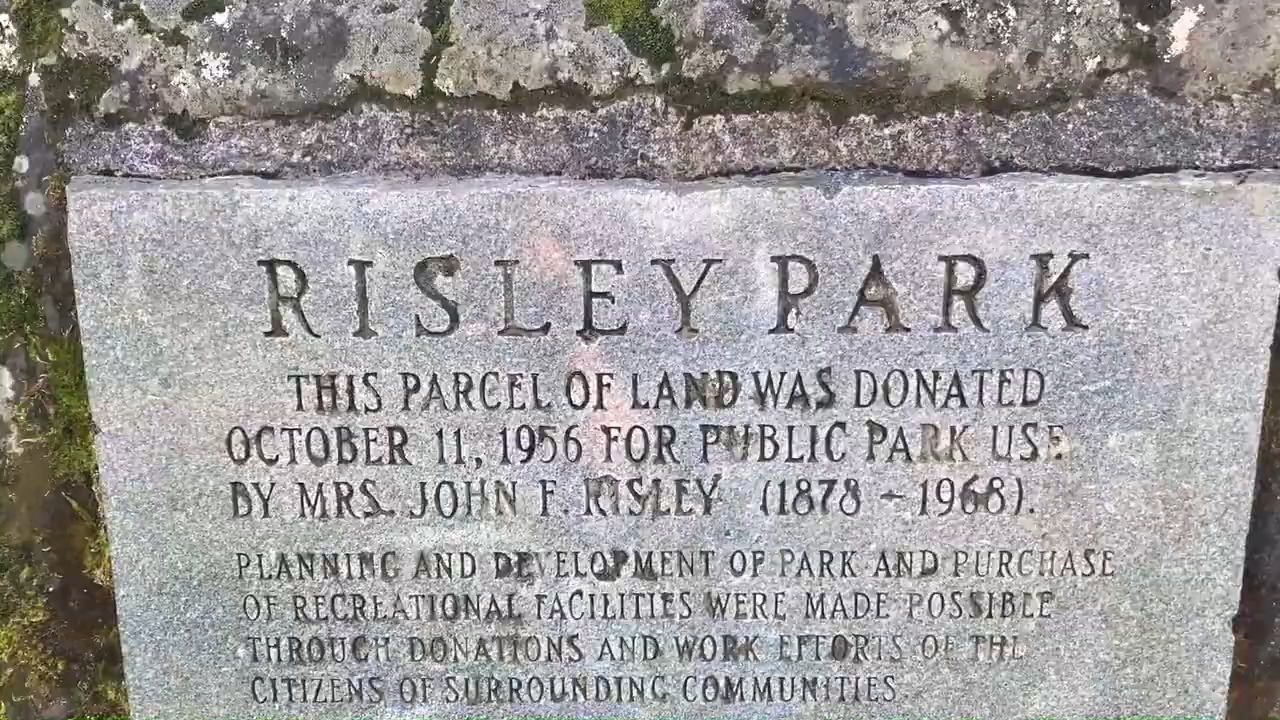 RISLEY PARK
THIS PARCEL OF LAND WAS DONATED
OCTOBER 11, 1956 FOR PUBLIC PARK USE
BY MRS. JOHN F. RISLEY (1878 - 1968).
PLANNING AND DEVELOPMENT OF PARK AND PURCHASE
OF RECREATIONAL FACILITIES WERE MADE POSSIBLE
THROUGH DONATIONS AND WORK EFFORTS OF THE
CITIZENS OF SURROUNDING COMMUNITIES